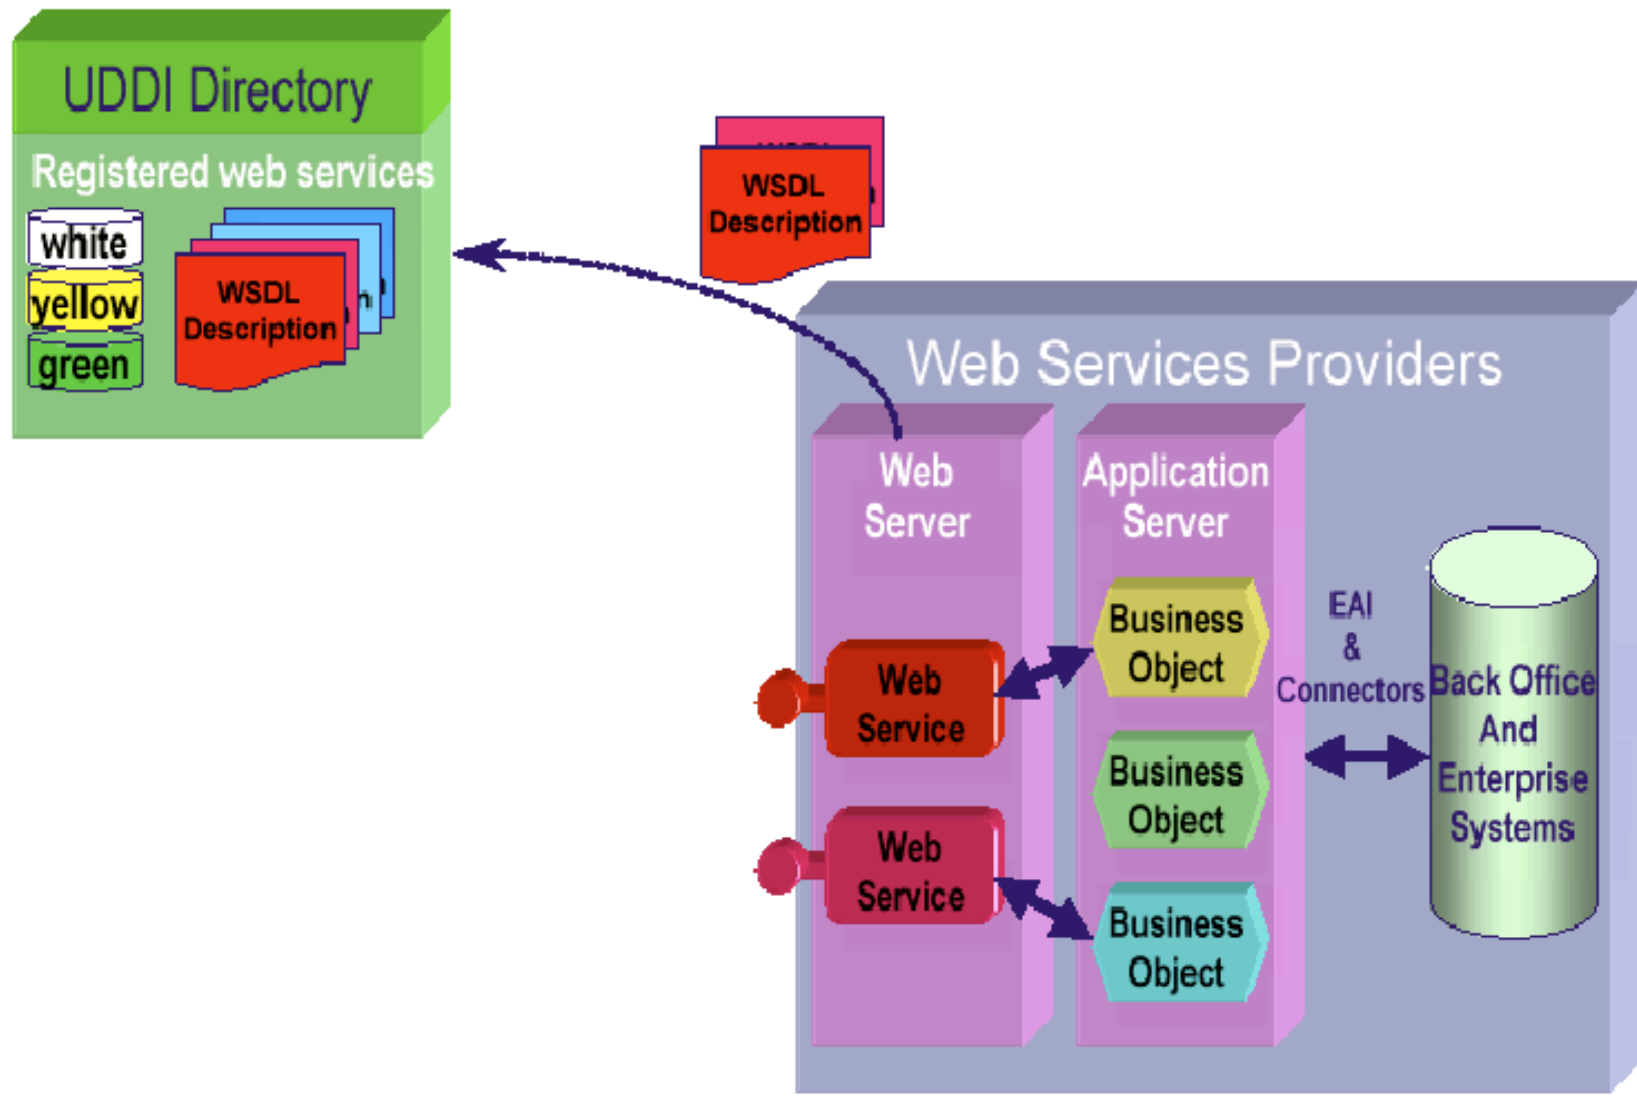 UDDI Directory
Registered web services
white
yellow
green
WSDL
Description
WSDL
Description
Web Services Providers
Web
Server
Application
Server
Web
Service
Web
Service
Business
Object
Business
Object
Business
Object
EAI
&
Connectors
Back Office
And
Enterprise
Systems